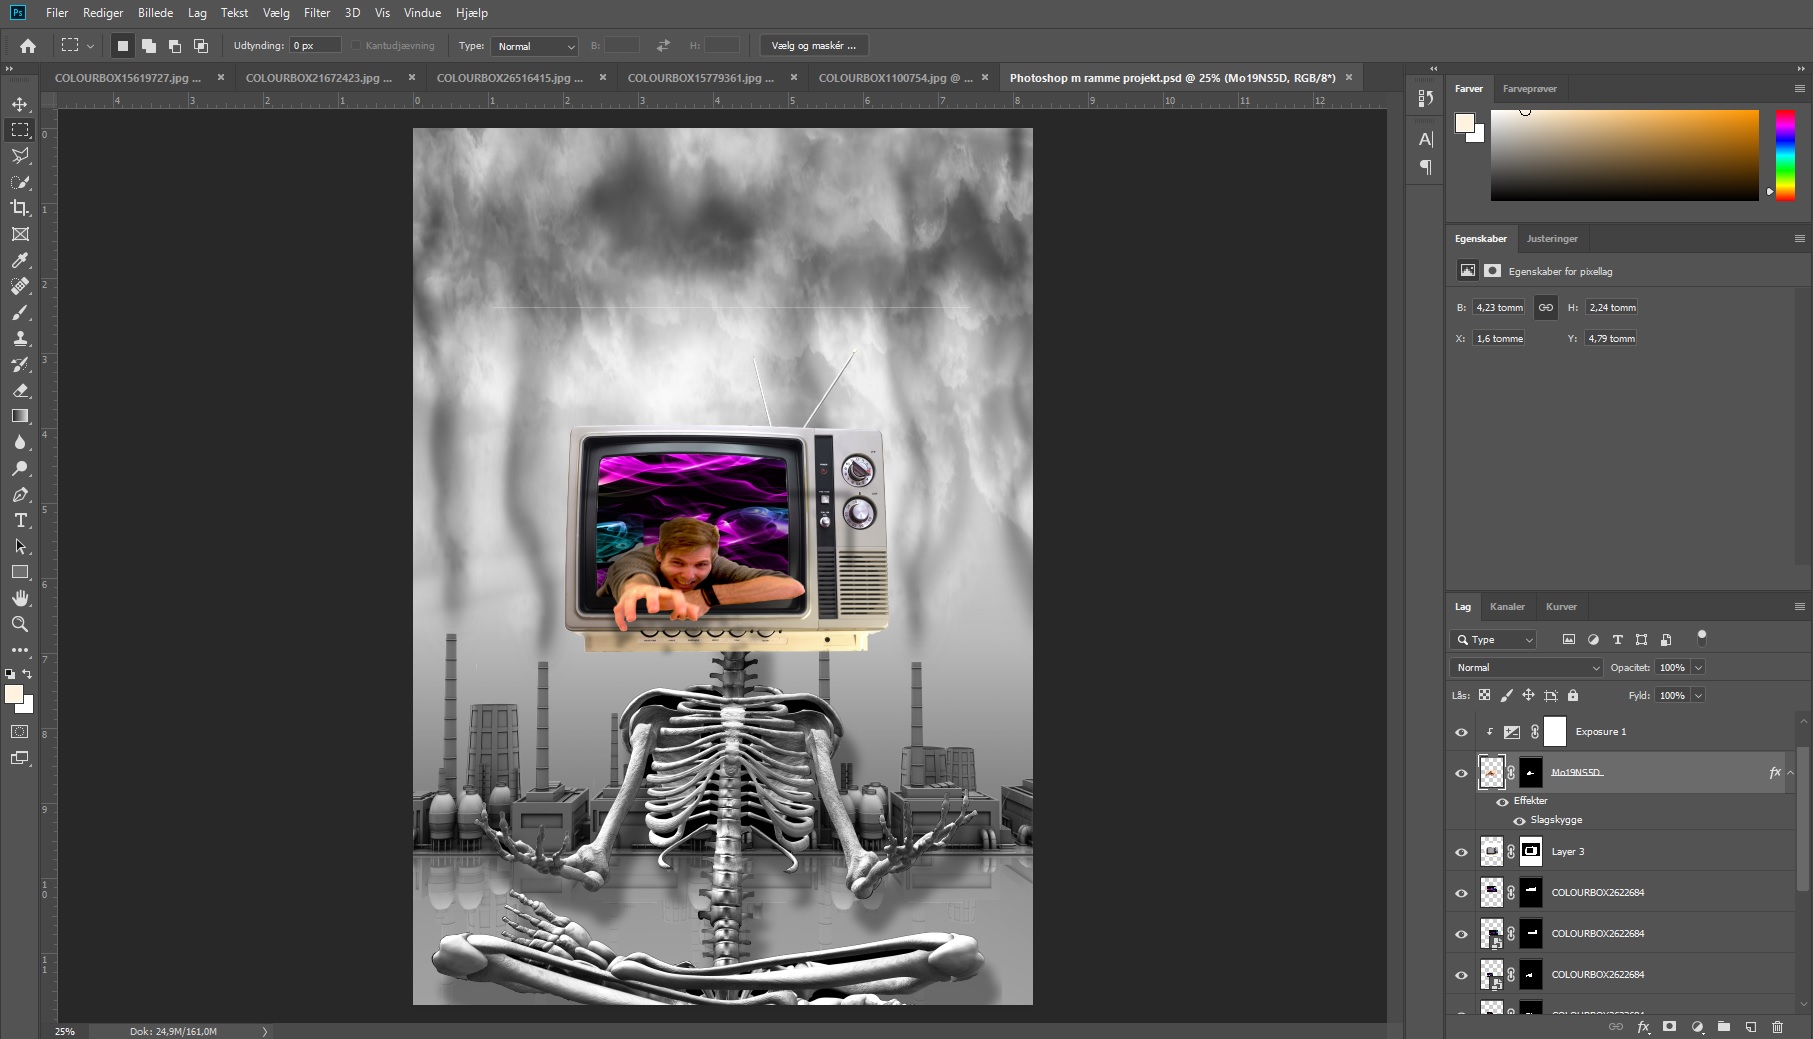 Ps
Filer Rediger Billede Lag Tekst Vælg Filter 3D Vis Vindue Hjælp
Udtynding: 0 px Kantudjævning Type: Normal B: H: Vælg og maskér ...
COLOURBOX15619727.jpg ... COLOURBOX21672423.jpg ... COLOURBOX26516415.jpg ... COLOURBOX15779361.jpg ... COLOURBOX1100754.jpg @ ... Photoshop m ramme projekt.psd @ 25% (Mo19NS5D, RGB/8*)
4 3 2 1 0 1 2 3 4 5 6 7 8 9 10 11 12
0
1
2
3
4
5
6
7
8
9
10
11
Farver Farveprøver
Egenskaber Justeringer
Egenskaber for pixellag
B: 4,23 tomm H: 2,24 tomm
X: 1,6 tomme Y: 4,79 tomm
Lag Kanaler Kurver
Type
Normal Opacitet: 100%
Lås: Fyld: 100%
Exposure 1
Mo19NS5D fx
Effekter
Slagskygge
Layer 3
COLOURBOX2622684
COLOURBOX2622684
COLOURBOX2622684
COLOURBOX2622684
fx
25% Dok: 24,9M/161,0M